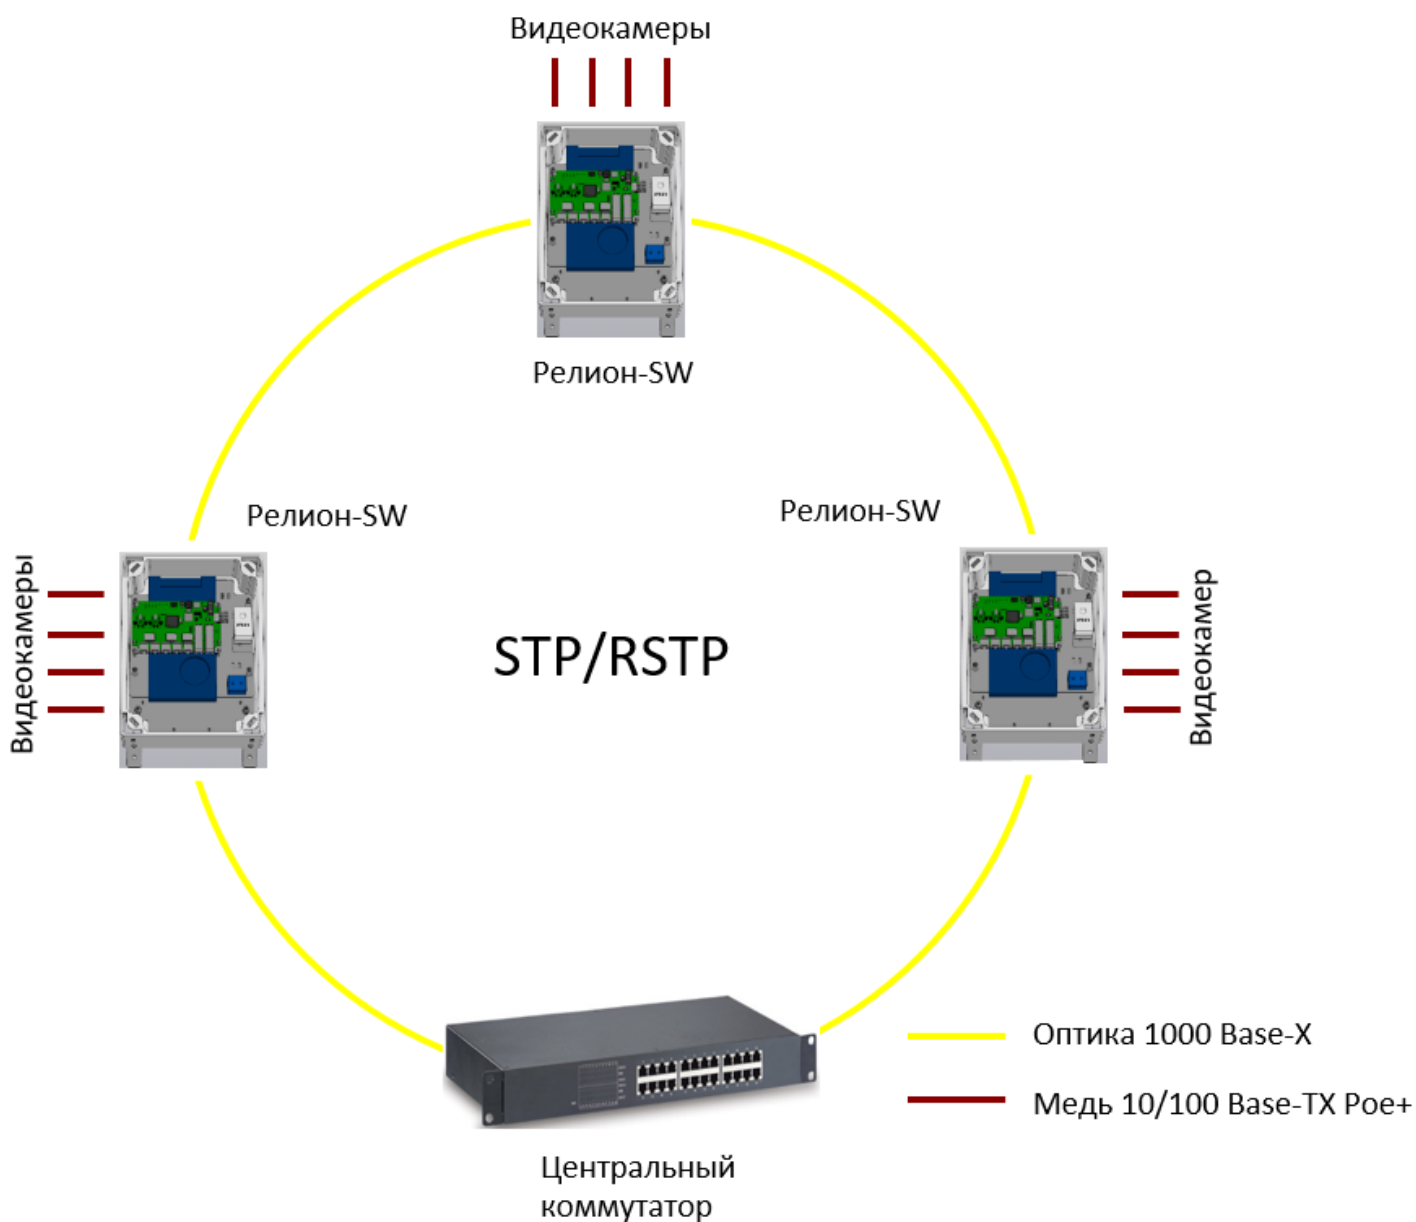 Видеокамеры
Релион-SW
Релион-SW
Релион-SW
Видеокамеры
STP/RSTP
Видеокамер
Оптика 1000 Base-X
Медь 10/100 Base-TX Poe+
Центральный
коммутатор